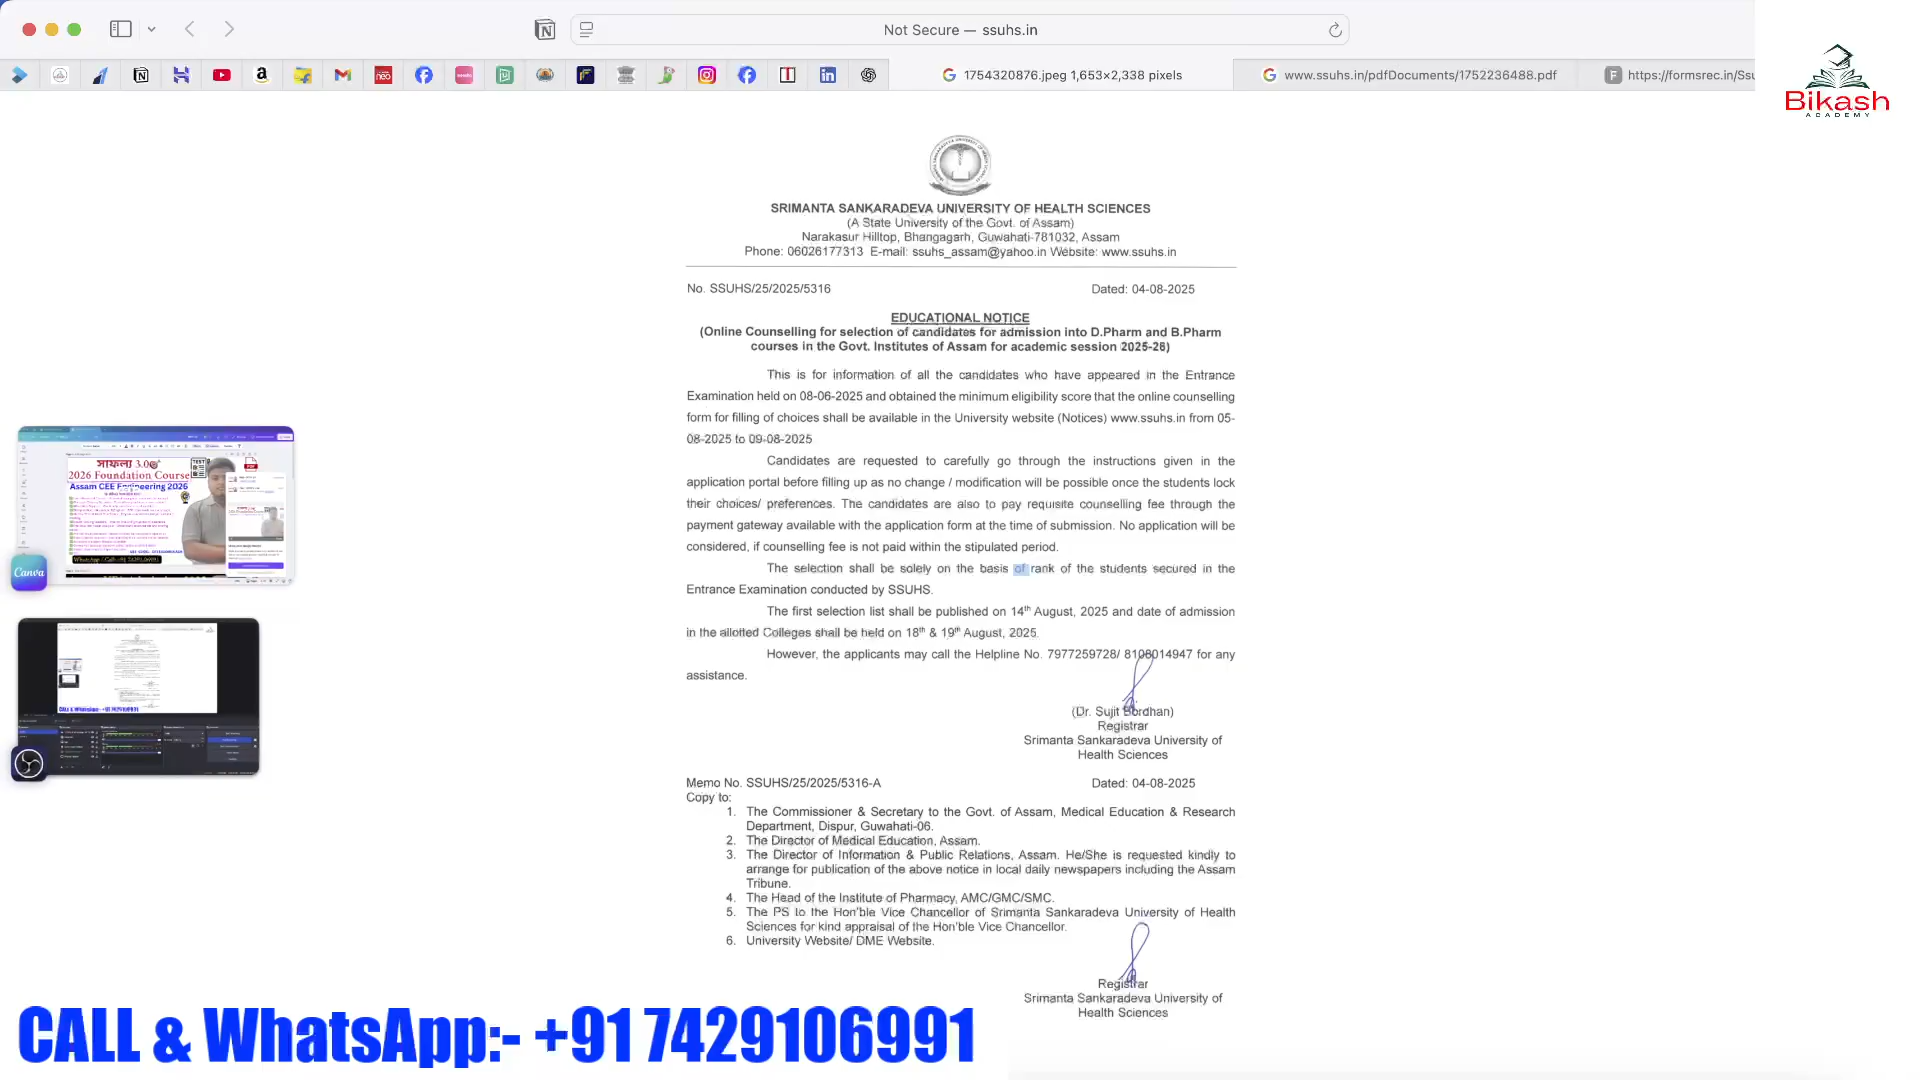 Not Secure — ssuhs.in
1754320876.jpeg 1,653×2,338 pixels
www.ssuhs.in/pdfDocuments/1752236488.pdf
https://formsrec.in/Ssu
Bikash
ACADEMY
SRIMANTA SANKARADEVA UNIVERSITY OF HEALTH SCIENCES
(A State University of the Govt. of Assam)
Narakasur Hilltop, Bhangagarh, Guwahati-781032, Assam
Phone: 06026177313 E-mail: ssuhs_assam@yahoo.in Website: www.ssuhs.in
No. SSUHS/25/2025/5316 Dated: 04-08-2025
EDUCATIONAL NOTICE
(Online Counselling for selection of candidates for admission into D.Pharm and B.Pharm
courses in the Govt. Institutes of Assam for academic session 2025-26)
This is for information of all the candidates who have appeared in the Entrance
Examination held on 08-06-2025 and obtained the minimum eligibility score that the online counselling
form for filling of choices shall be available in the University website (Notices) www.ssuhs.in from 05-
08-2025 to 09-08-2025
Candidates are requested to carefully go through the instructions given in the
application portal before filling up as no change / modification will be possible once the students lock
their choices/ preferences. The candidates are also to pay requisite counselling fee through the
payment gateway available with the application form at the time of submission. No application will be
considered, if counselling fee is not paid within the stipulated period.
The selection shall be solely on the basis of rank of the students secured in the
Entrance Examination conducted by SSUHS.
The first selection list shall be published on 14th August, 2025 and date of admission
in the allotted Colleges shall be held on 18th & 19th August, 2025.
However, the applicants may call the Helpline No. 7977259728/ 8106014947 for any
assistance.
(Dr. Sujit Bordhan)
Registrar
Srimanta Sankaradeva University of
Health Sciences
Memo No. SSUHS/25/2025/5316-A Dated: 04-08-2025
Copy to:
1. The Commissioner & Secretary to the Govt. of Assam, Medical Education & Research
Department, Dispur, Guwahati-06.
2. The Director of Medical Education, Assam.
3. The Director of Information & Public Relations, Assam. He/She is requested kindly to
arrange for publication of the above notice in local daily newspapers including the Assam
Tribune.
4. The Head of the Institute of Pharmacy, AMC/GMC/SMC.
5. The PS to the Hon'ble Vice Chancellor of Srimanta Sankaradeva University of Health
Sciences for kind appraisal of the Hon'ble Vice Chancellor.
6. University Website/ DME Website.
Registrar
Srimanta Sankaradeva University of
Health Sciences
সাফল্য 3.0
2026 Foundation Course
Assam CEE Engineering 2026
Canva
CALL & WhatsApp:- +91 7429106991